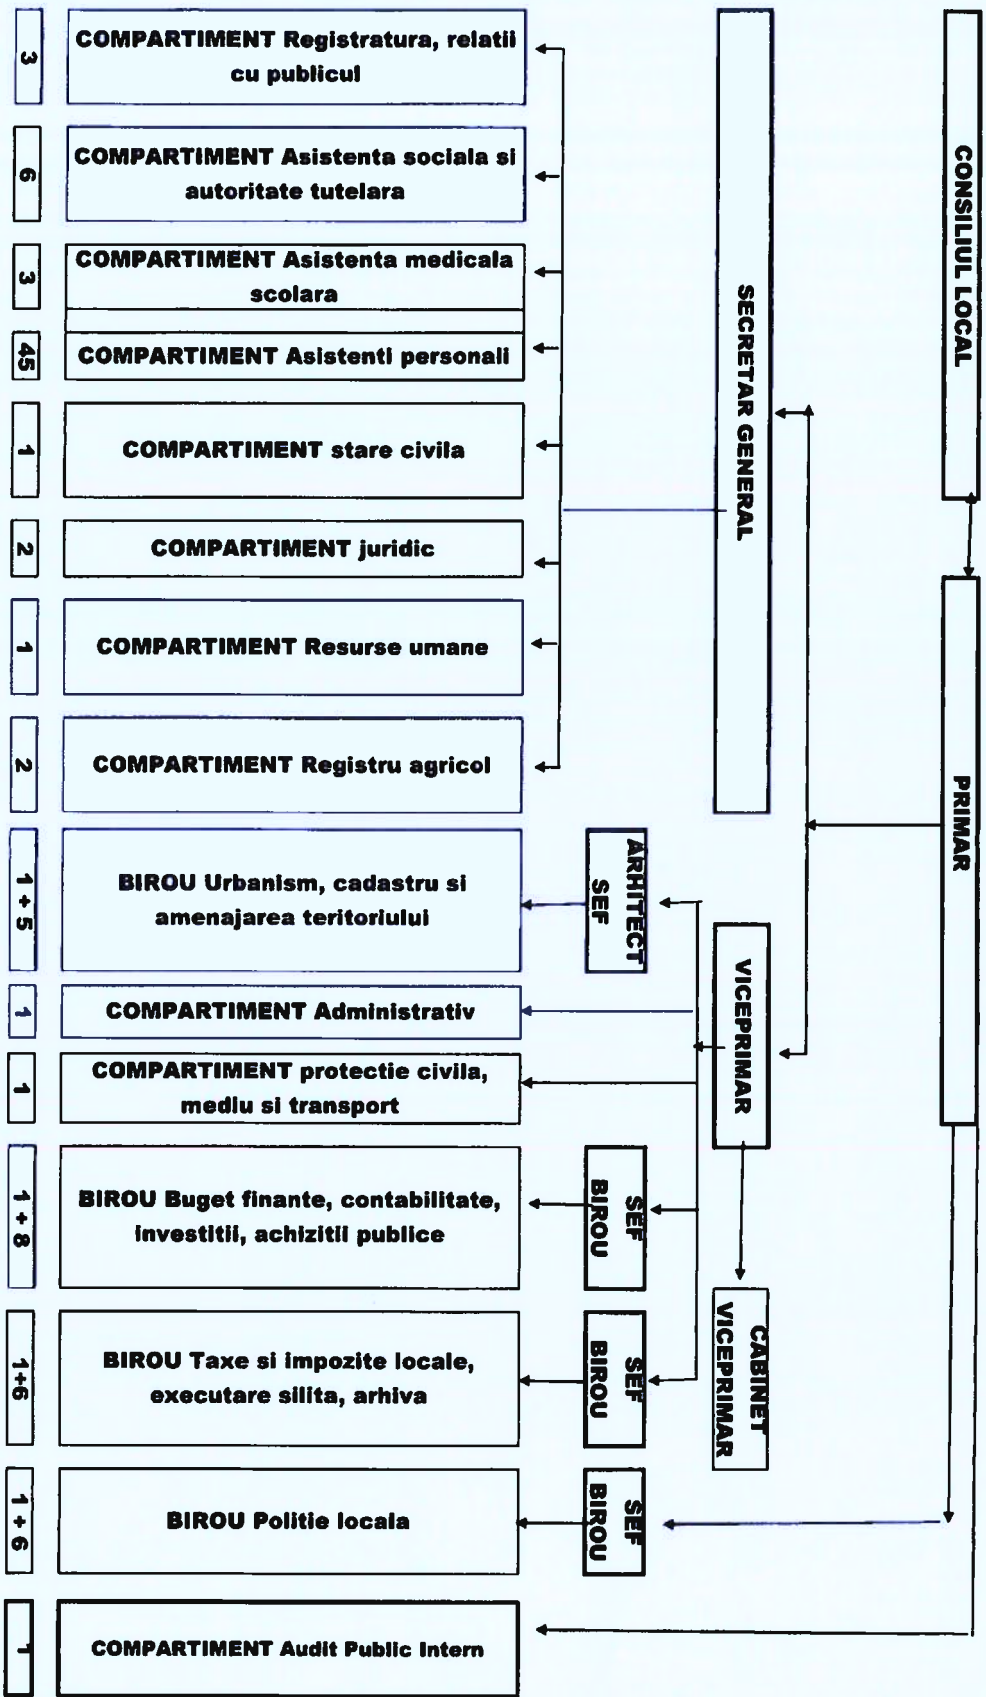 CONSILIUL LOCAL
PRIMAR
SECRETAR GENERAL
VICEPRIMAR
CABINET
VICEPRIMAR
3
COMPARTIMENT Registratura, relatii
cu publicul
6
COMPARTIMENT Asistenta sociala si
autoritate tutelara
3
COMPARTIMENT Asistenta medicala
scolara
45
COMPARTIMENT Asistenti personali
1
COMPARTIMENT stare civila
2
COMPARTIMENT juridic
1
COMPARTIMENT Resurse umane
2
COMPARTIMENT Registru agricol
1 + 5
BIROU Urbanism, cadastru si
amenajarea teritoriului
ARHITECT
SEF
1
COMPARTIMENT Administrativ
1
COMPARTIMENT protectie civila,
mediu si transport
1 + 8
BIROU Buget finante, contabilitate,
investitii, achizitii publice
SEF
BIROU
1+6
BIROU Taxe si impozite locale,
executare silita, arhiva
SEF
BIROU
1 + 6
BIROU Politie locala
SEF
BIROU
1
COMPARTIMENT Audit Public Intern